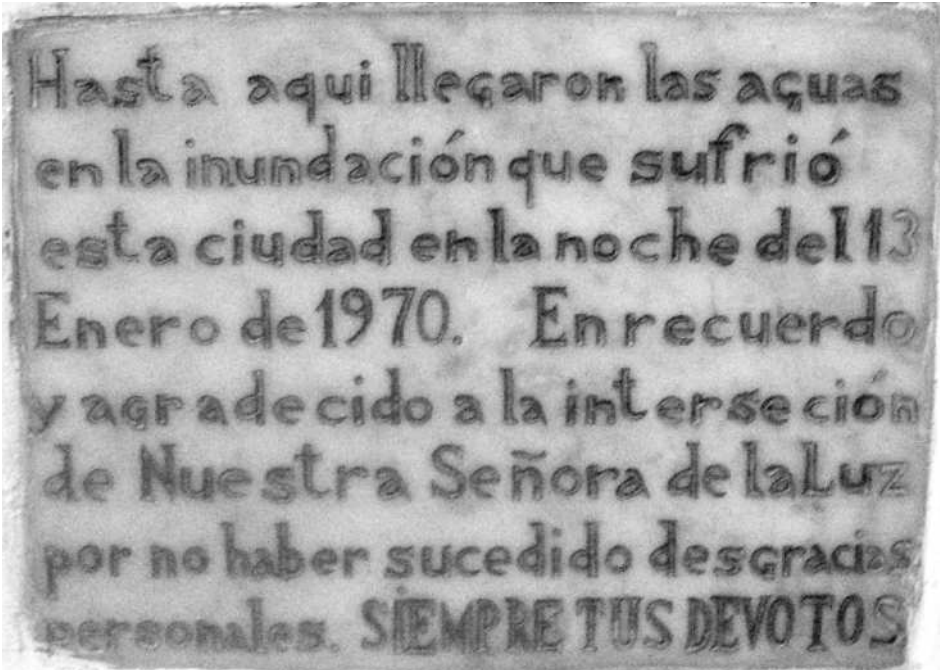 Hasta aqui llegaron las aguas
en la inundación que sufrió
esta ciudad en la noche del 13
Enero de 1970. En recuerdo
y agradecido a la interseción
de Nuestra Señora de la Luz
por no haber sucedido desgracias
personales. SIEMPRE TUS DEVOTOS.